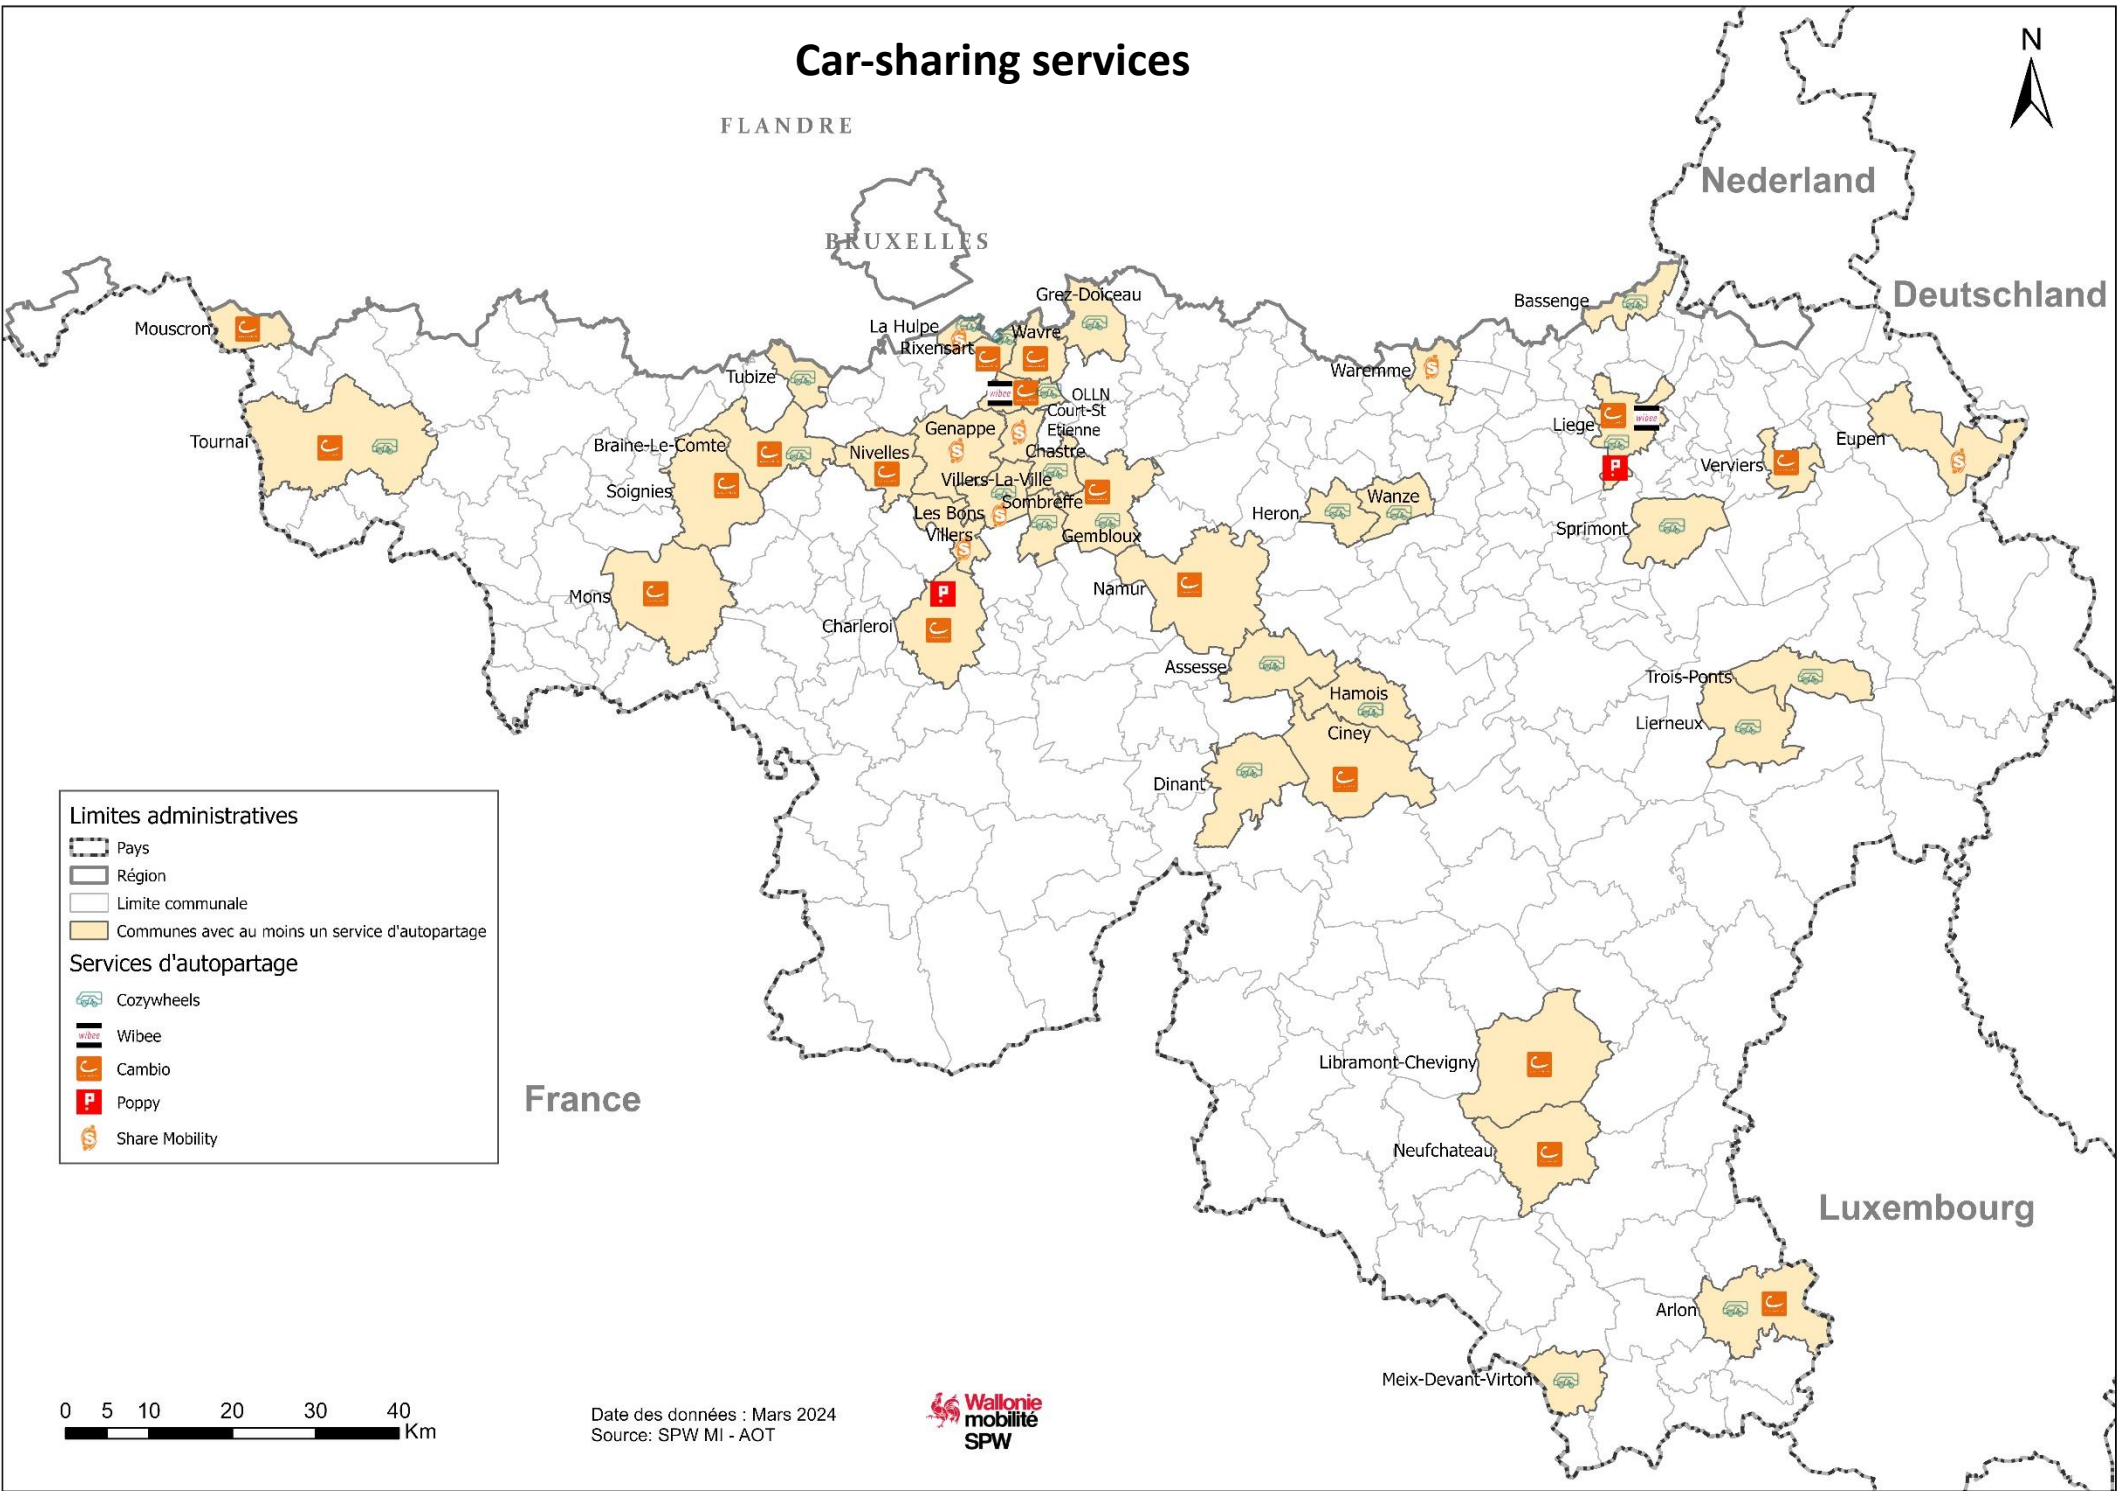 Car-sharing services
N
FLANDRE
Nederland
BRUXELLES
Deutschland
Grez-Doiceau
Bassenge
Mouscron
La Hulpe
Wavre
Rixensart
Waremme
Tubize
wibee
OLLN
Court-St
Etienne
Liege
wibee
Genappe
Eupen
Tournai
Braine-Le-Comte
Nivelles
Chastre
Verviers
Villers-La-Ville
Soignies
Sombreffe
Wanze
Les Bons
Villers
Heron
Sprimont
Gembloux
Mons
Namur
Charleroi
Assesse
Trois-Ponts
Hamois
Lierneux
Ciney
Dinant
Limites administratives
Pays
Région
Limite communale
Communes avec au moins un service d'autopartage
Services d'autopartage
Cozywheels
wibee
Wibee
Cambio
P
Poppy
S
Share Mobility
France
Libramont-Chevigny
Neufchateau
Luxembourg
Arlon
Meix-Devant-Virton
0 5 10 20 30 40
Km
Date des données : Mars 2024
Source: SPW MI - AOT
Wallonie
mobilité
SPW